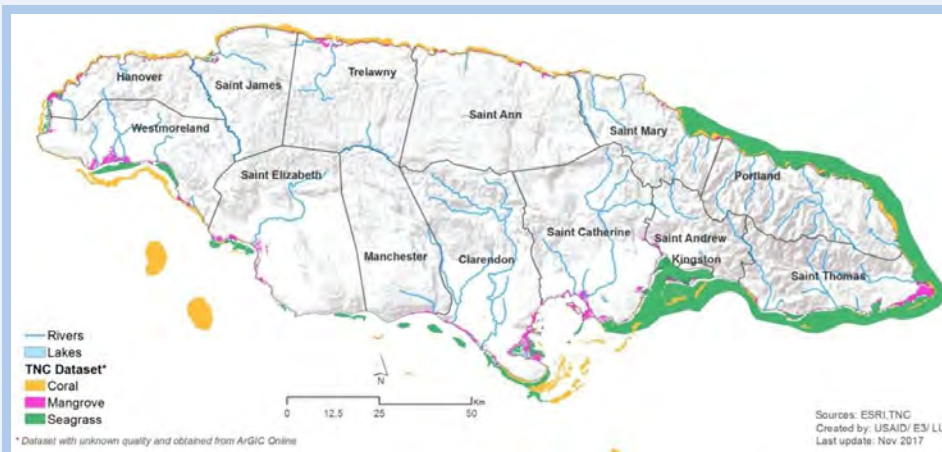 Hanover
Saint James
Trelawny
Saint Ann
Saint Mary
Westmoreland
Saint Elizabeth
Portland
Manchester
Clarendon
Saint Catherine
Saint Andrew
Kingston
Saint Thomas
Rivers
Lakes
TNC Dataset*
Coral
Mangrove
Seagrass
N
Km
0 12.5 25 50
* Dataset with unknown quality and obtained from ArGIC Online
Sources: ESRI,TNC
Created by: USAID/ E3/ LU
Last update: Nov 2017